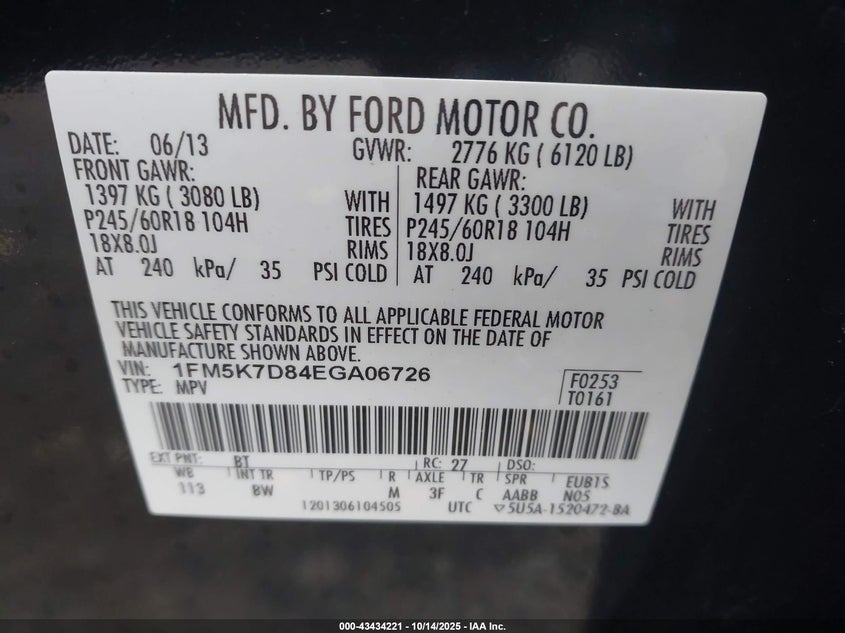 MFD. BY FORD MOTOR CO.
DATE: 06/13 GVWR: 2776 KG ( 6120 LB)
FRONT GAWR: REAR GAWR:
1397 KG ( 3080 LB) WITH 1497 KG ( 3300 LB) WITH
P245/60R18 104H TIRES P245/60R18 104H TIRES
18X8.0J RIMS 18X8.0J RIMS
AT 240 kPa/ 35 PSI COLD AT 240 kPa/ 35 PSI COLD
THIS VEHICLE CONFORMS TO ALL APPLICABLE FEDERAL MOTOR
VEHICLE SAFETY STANDARDS IN EFFECT ON THE DATE OF
MANUFACTURE SHOWN ABOVE.
VIN: 1FM5K7D84EGA06726
TYPE: MPV
F0253
T0161
EXT PNT: BT RC: 27 DSO:
WB INT TR TP/PS R AXLE TR SPR EUB1S
113 BW M 3F C AABB N05
1201306104505 UTC ▽5U5A-1520472-BA
000-43434221 - 10/14/2025 - IAA Inc.